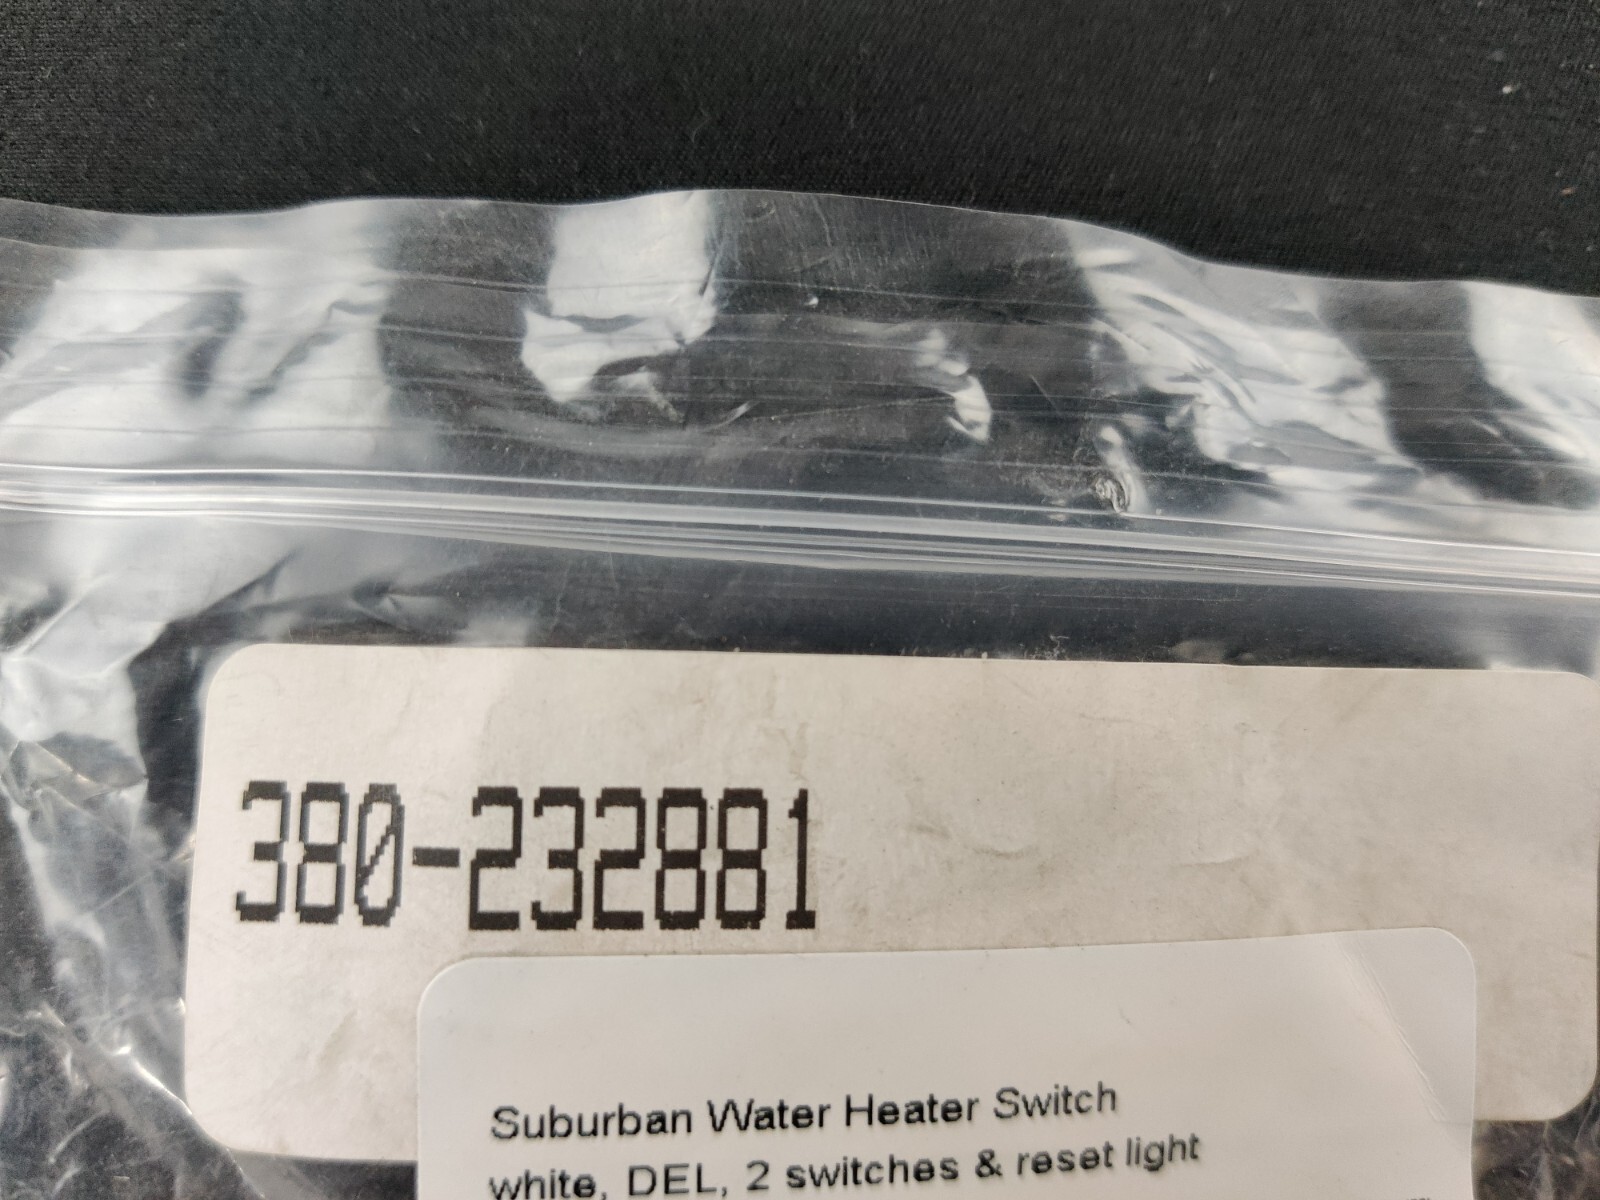 380-232881
Suburban Water Heater Switch
white, DEL, 2 switches & reset light